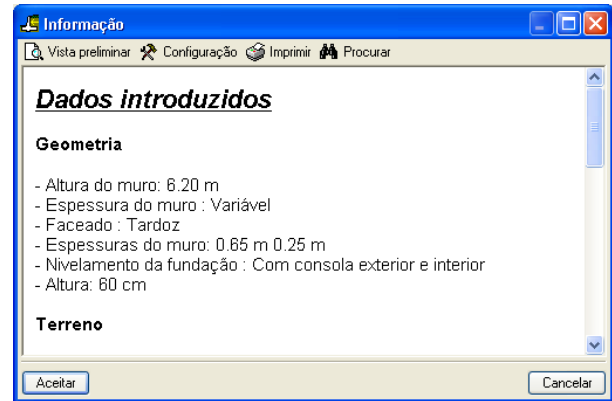 Informação
Vista preliminar Configuração Imprimir Procurar
Dados introduzidos
Geometria
- Altura do muro: 6.20 m
- Espessura do muro : Variável
- Faceado : Tardoz
- Espessuras do muro: 0.65 m 0.25 m
- Nivelamento da fundação : Com consola exterior e interior
- Altura: 60 cm
Terreno
Aceitar Cancelar